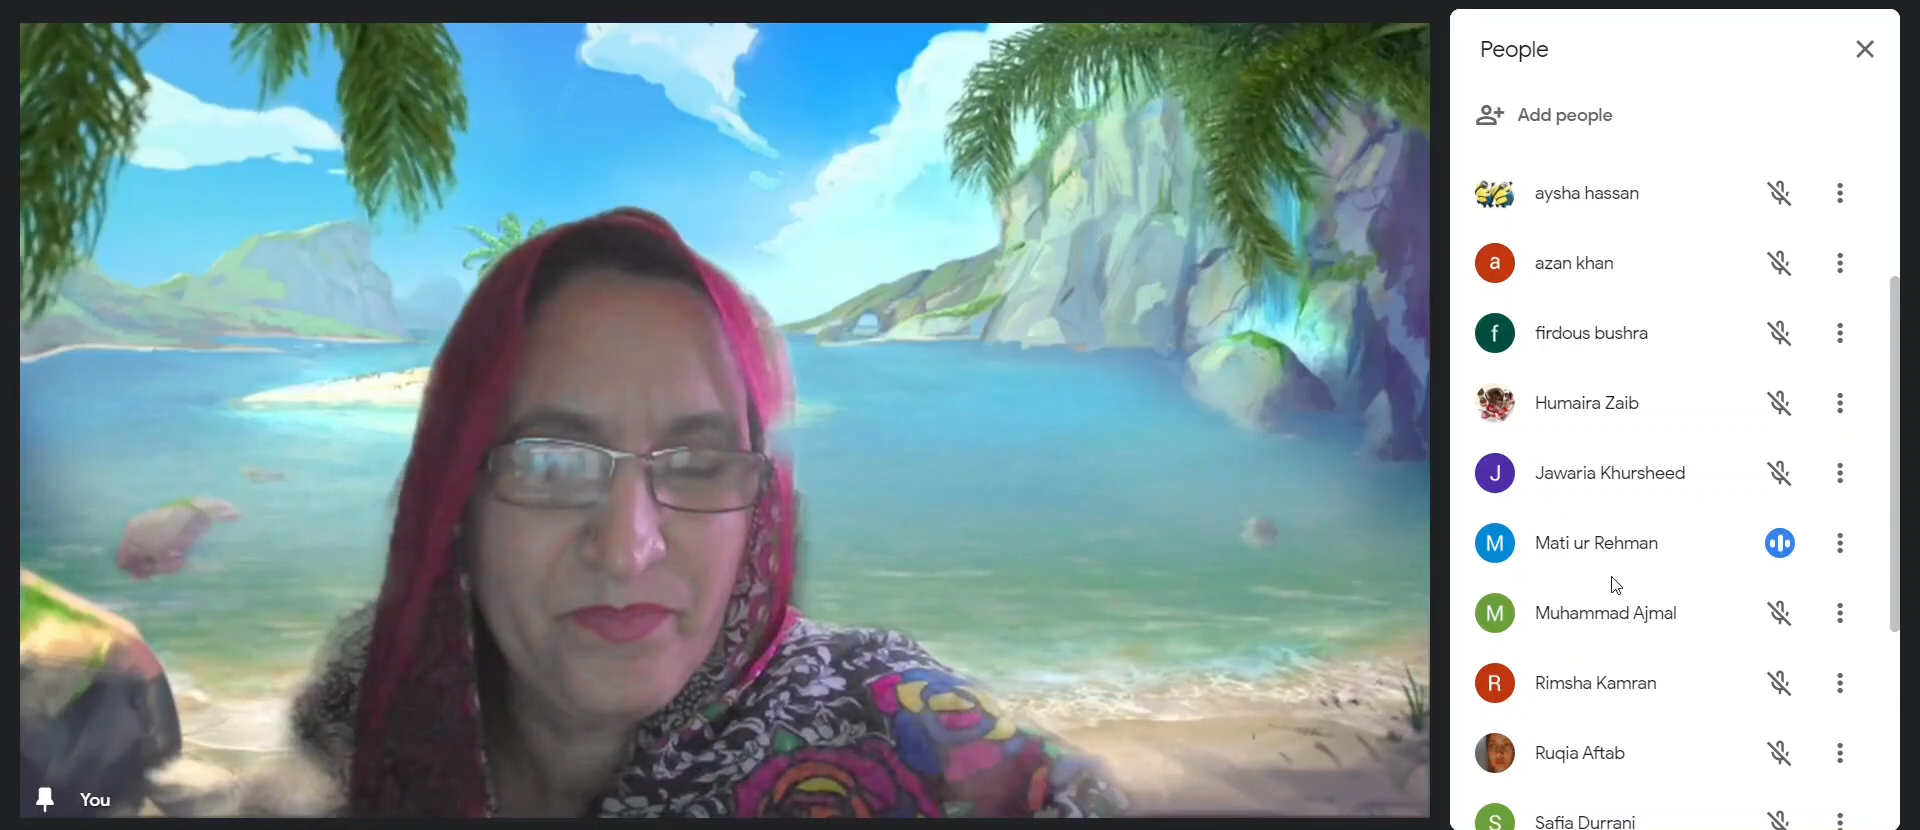 People
Add people
aysha hassan
a azan khan
f firdous bushra
Humaira Zaib
J Jawaria Khursheed
M Mati ur Rehman
M Muhammad Ajmal
R Rimsha Kamran
Ruqia Aftab
S Safia Durrani
You